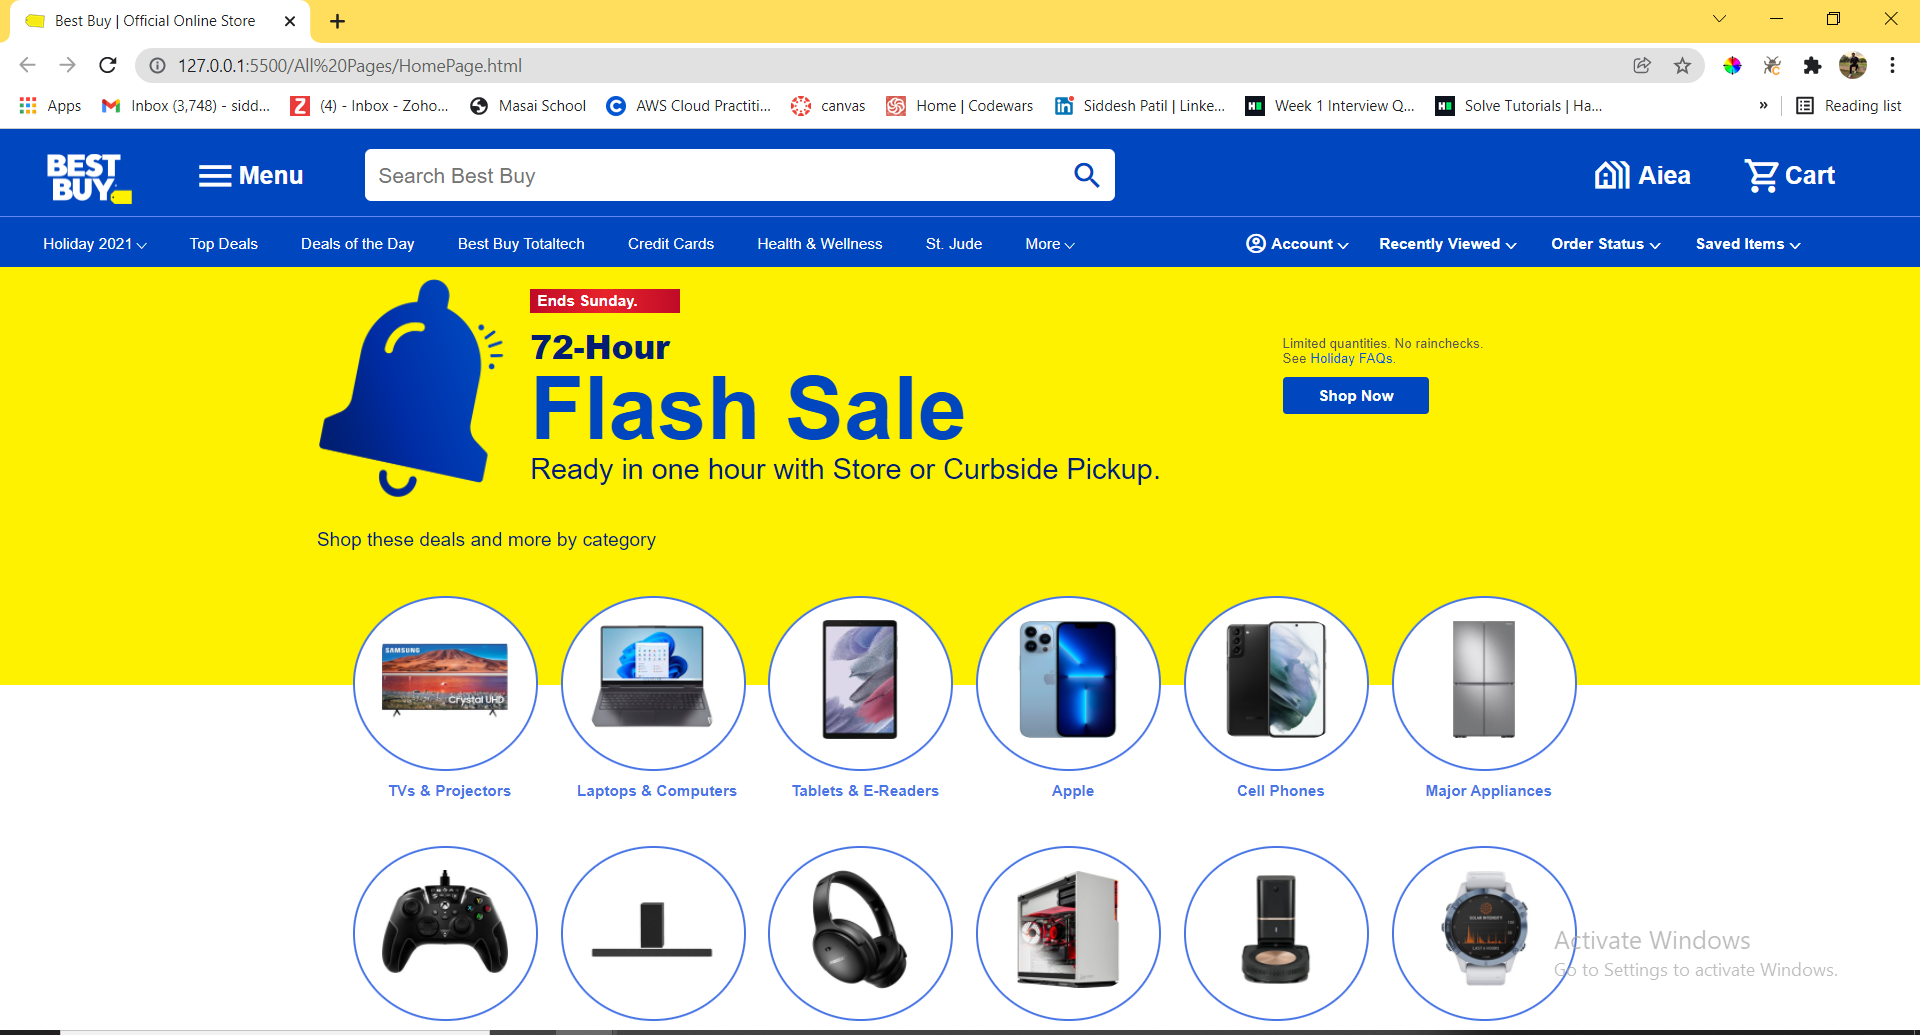 Best Buy | Official Online Store
127.0.0.1:5500/All%20Pages/HomePage.html
Apps Inbox (3,748) - sidd... (4) - Inbox - Zoho... Masai School AWS Cloud Practiti... canvas Home | Codewars Siddesh Patil | Linke... Week 1 Interview Q... Solve Tutorials | Ha... » Reading list
BEST
BUY
Menu
Search Best Buy
Aiea
Cart
Holiday 2021 Top Deals Deals of the Day Best Buy Totaltech Credit Cards Health & Wellness St. Jude More Account Recently Viewed Order Status Saved Items
Ends Sunday.
72-Hour
Flash Sale
Ready in one hour with Store or Curbside Pickup.
Limited quantities. No rainchecks.
See Holiday FAQs.
Shop Now
Shop these deals and more by category
SAMSUNG
Crystal UHD
TVs & Projectors Laptops & Computers Tablets & E-Readers Apple Cell Phones Major Appliances
SOLAR INTENSITY
LAST 6 HOURS
Activate Windows
Go to Settings to activate Windows.